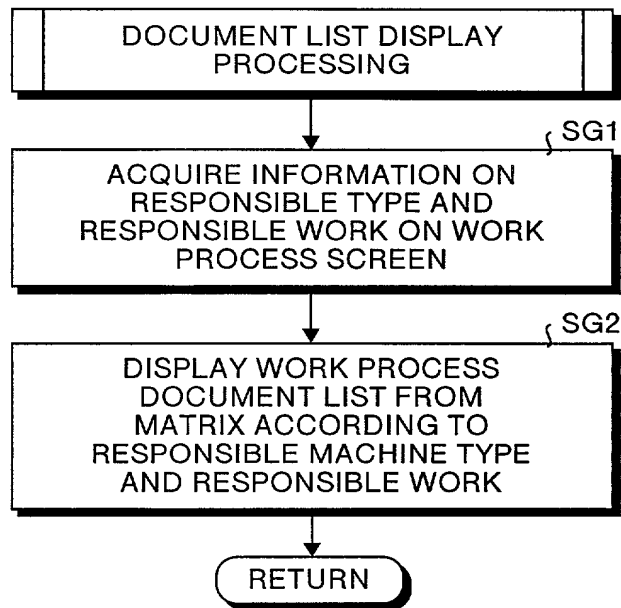 DOCUMENT LIST DISPLAY
PROCESSING
SG1
ACQUIRE INFORMATION ON
RESPONSIBLE TYPE AND
RESPONSIBLE WORK ON WORK
PROCESS SCREEN
SG2
DISPLAY WORK PROCESS
DOCUMENT LIST FROM
MATRIX ACCORDING TO
RESPONSIBLE MACHINE TYPE
AND RESPONSIBLE WORK
RETURN